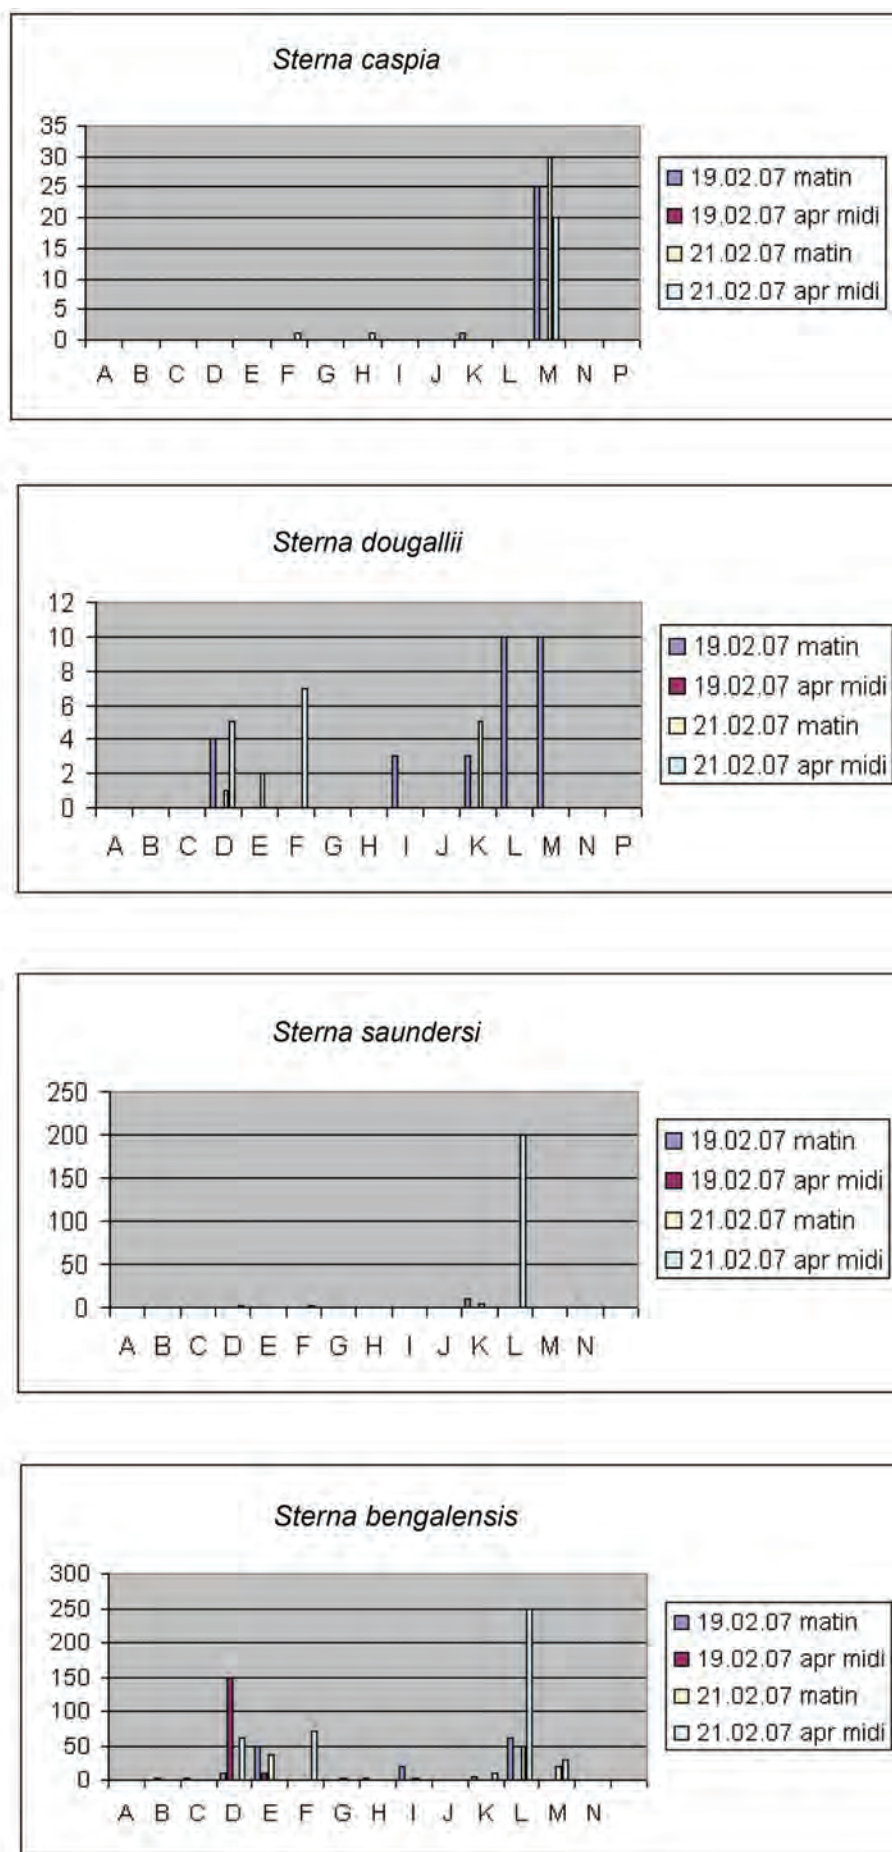 Sterna caspia
35
30
25
20
15
10
5
0
A B C D E F G H I J K L M N P
19.02.07 matin
19.02.07 apr midi
21.02.07 matin
21.02.07 apr midi
Sterna dougallii
12
10
8
6
4
2
0
A B C D E F G H I J K L M N P
19.02.07 matin
19.02.07 apr midi
21.02.07 matin
21.02.07 apr midi
Sterna saundersi
250
200
150
100
50
0
A B C D E F G H I J K L M N
19.02.07 matin
19.02.07 apr midi
21.02.07 matin
21.02.07 apr midi
Sterna bengalensis
300
250
200
150
100
50
0
A B C D E F G H I J K L M N
19.02.07 matin
19.02.07 apr midi
21.02.07 matin
21.02.07 apr midi